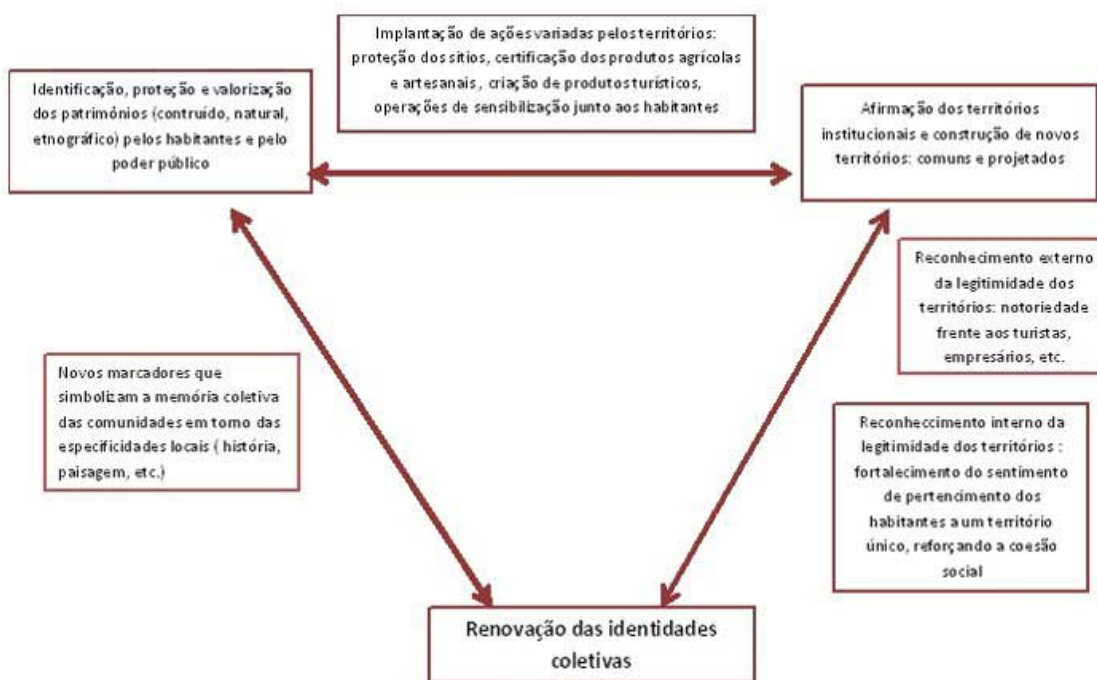 Implantação de ações variadas pelos territórios:
proteção dos sítios, certificação dos produtos agrícolas
e artesanais, criação de produtos turísticos,
operações de sensibilização junto aos habitantes
Identificação, proteção e valorização
dos patrimônios (contruído, natural,
etnográfico) pelos habitantes e pelo
poder público
Afirmação dos territórios
institucionais e construção de novos
territórios: comuns e projetados
Reconhecimento externo
da legitimidade dos
territórios: notoriedade
frente aos turistas,
empresários, etc.
Novos marcadores que
simbolizam a memória coletiva
das comunidades em torno das
especificidades locais ( história,
paisagem, etc.)
Reconheccimento interno da
legitimidade dos territórios :
fortalecimento do sentimento
de pertencimento dos
habitantes a um território
único, reforçando a coesão
social
Renovação das identidades
coletivas